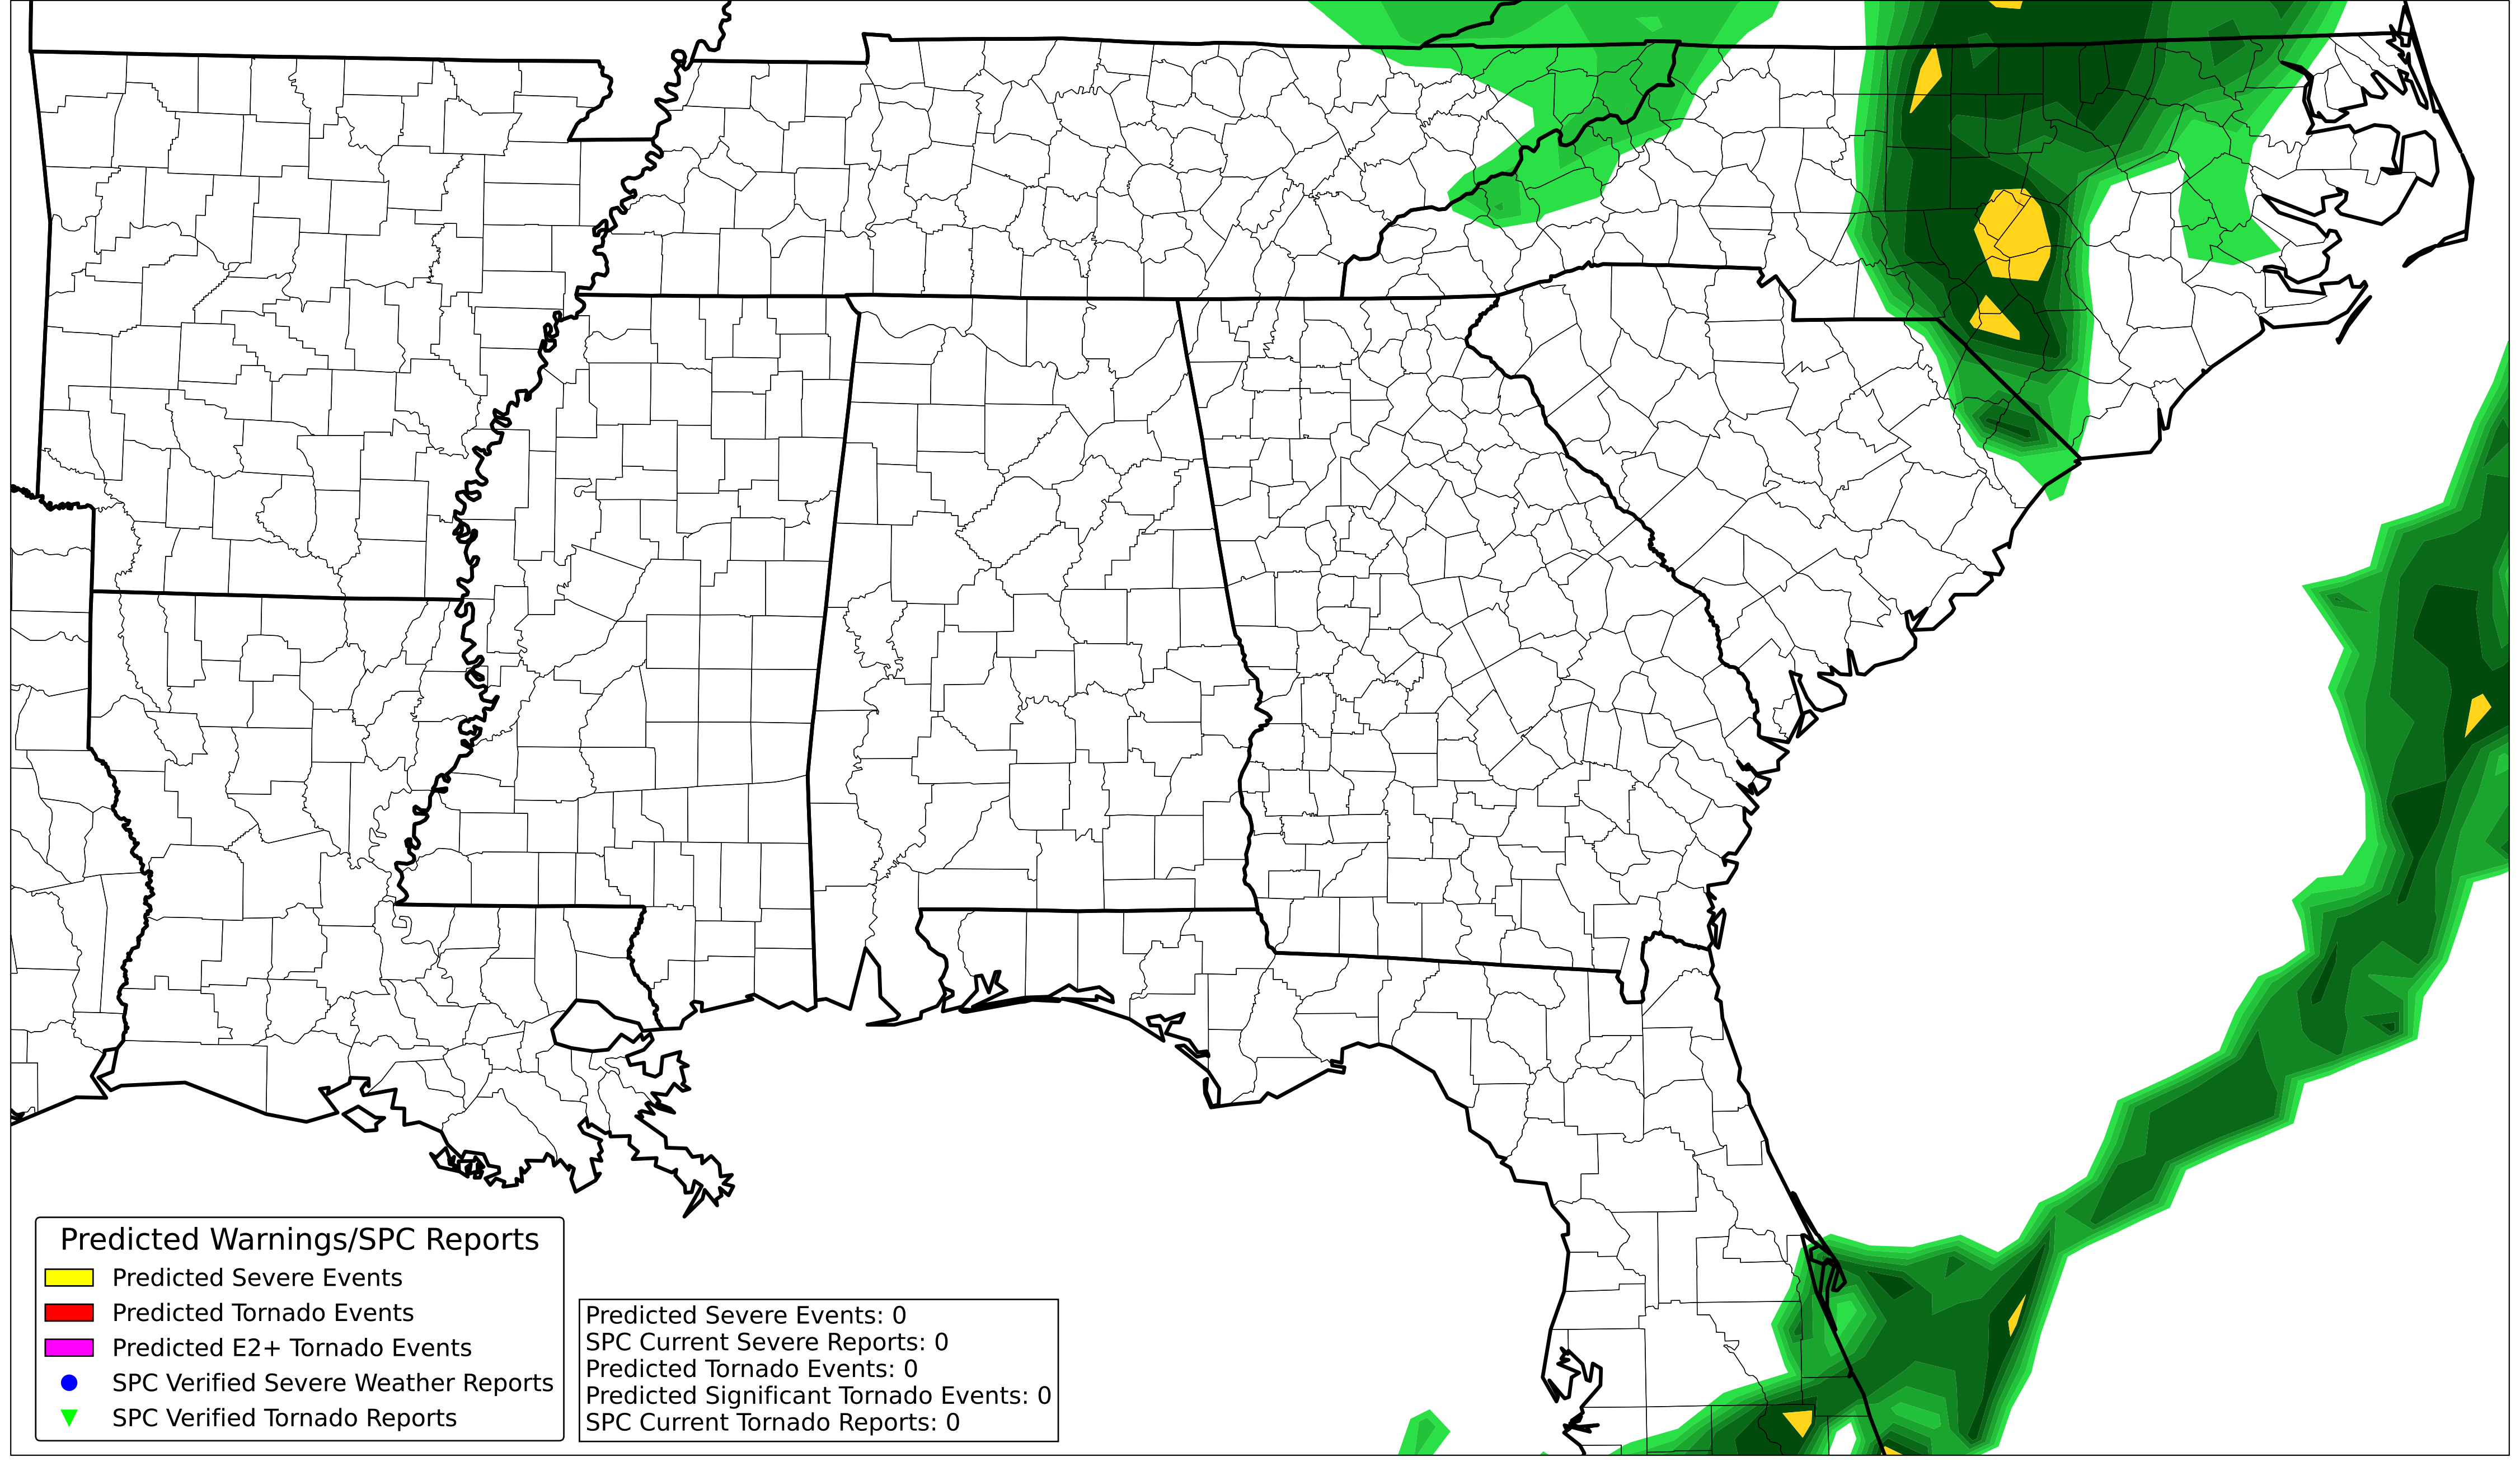 Predicted Warnings/SPC Reports
Predicted Severe Events
Predicted Tornado Events
Predicted E2+ Tornado Events
SPC Verified Severe Weather Reports
SPC Verified Tornado Reports
Predicted Severe Events: 0
SPC Current Severe Reports: 0
Predicted Tornado Events: 0
Predicted Significant Tornado Events: 0
SPC Current Tornado Reports: 0